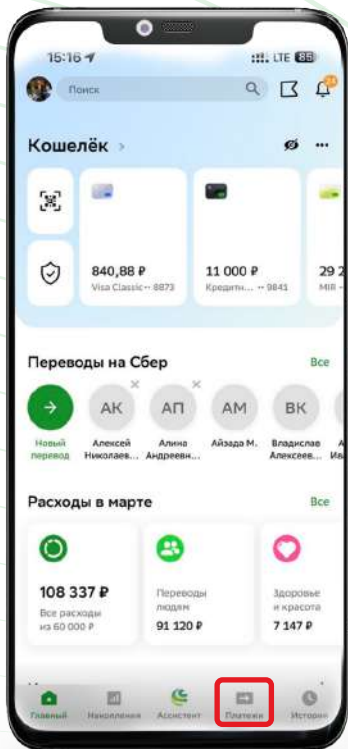 15:16
LTE 85
Поиск
24
Кошелёк >
840,88 ₽
Visa Classic •• 8873
11 000 ₽
Кредитн... •• 9841
29 2
MIR
Переводы на Сбер
Все
АК
АП
АМ
ВК
Новый перевод
Алексей Николаев...
Алина Андреевн...
Айзада М.
Владислав Алексеев...
Расходы в марте
Все
108 337 ₽
Все расходы
из 60 000 ₽
Переводы
людям
91 120 ₽
Здоровье
и красота
7 147 ₽
Главный
Накопления
Ассистент
Платежи
История